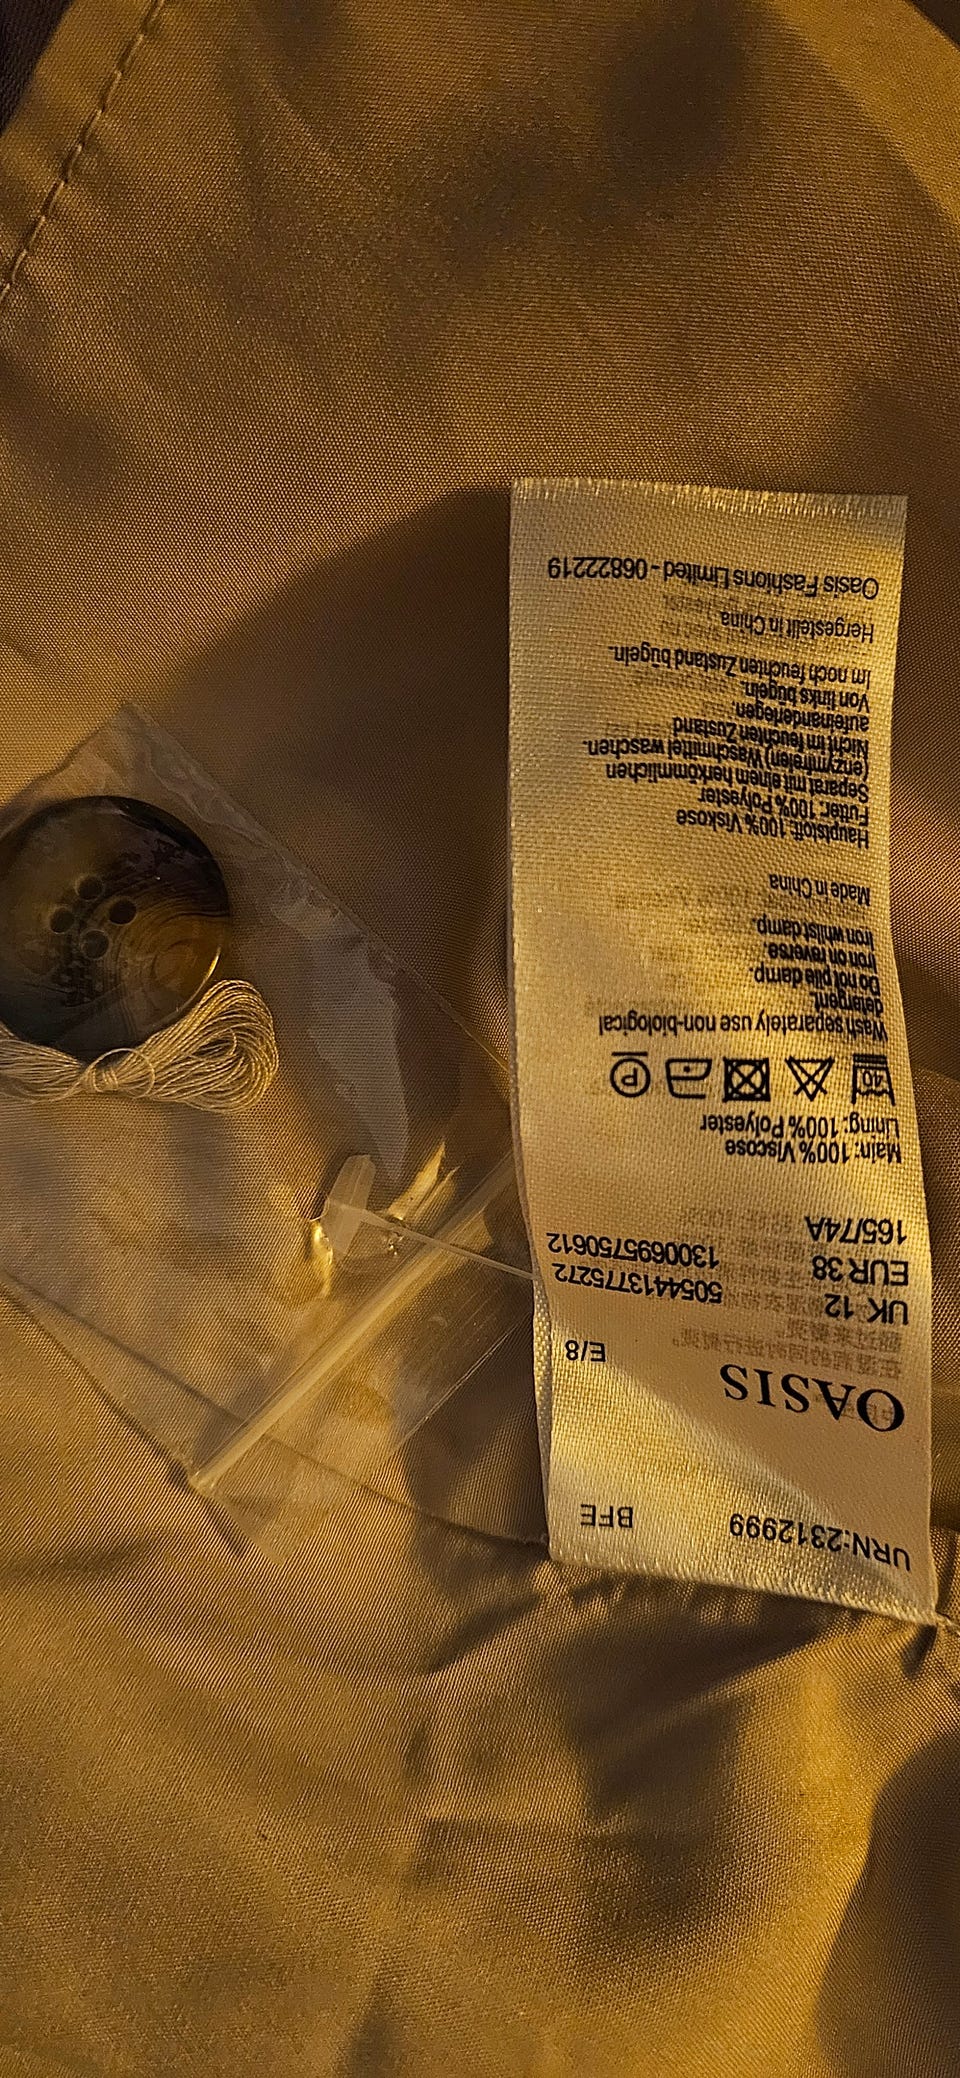 URN:2312999 BFE
OASIS
E/8
UK 12 5054413775272
EUR 38 1300695750612
165/74A
Main: 100% Viscose
Lining: 100% Polyester
40 P
Wash separately use non-biological
detergent.
Do not pile damp.
Iron on reverse.
Iron whilst damp.
Made in China
Hauptstoff: 100% Viskose
Futter: 100% Polyester
Separat mit einem herkömmlichen
(enzymfreien) Waschmittel waschen.
Nicht im feuchten Zustand
aufeinanderlegen.
Von links bügeln.
Im noch feuchten Zustand bügeln.
Hergestellt in China
Oasis Fashions Limited - 06822219